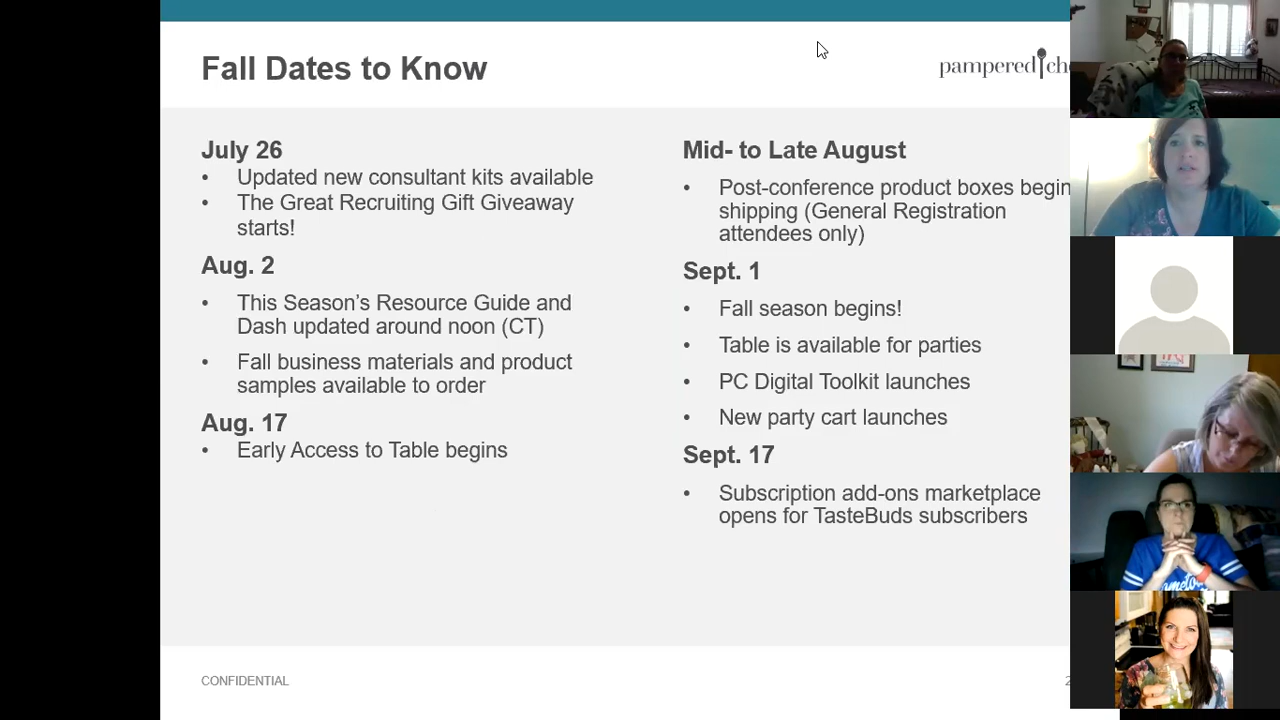 Fall Dates to Know
pampered che
July 26
• Updated new consultant kits available
• The Great Recruiting Gift Giveaway
starts!
Aug. 2
• This Season’s Resource Guide and
Dash updated around noon (CT)
• Fall business materials and product
samples available to order
Aug. 17
• Early Access to Table begins
Mid- to Late August
• Post-conference product boxes begin
shipping (General Registration
attendees only)
Sept. 1
• Fall season begins!
• Table is available for parties
• PC Digital Toolkit launches
• New party cart launches
Sept. 17
• Subscription add-ons marketplace
opens for TasteBuds subscribers
CONFIDENTIAL